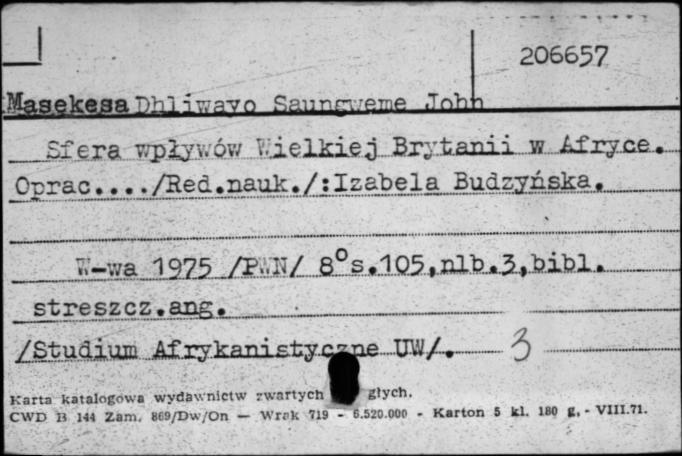 206657
Masekesa Dhliwayo Saungweme John
Sfera wpływów Wielkiej Brytanii w Afryce.
Oprac..../Red.nauk./:Izabela Budzyńska.
W-wa 1975 /PWN/ 8°s.105,nlb.3,bibl.
streszcz.ang.
/Studium Afrykanistyczne UW/. 3
Karta katalogowa wydawnictw zwartych głych.
CWD B 144 Zam. 869/Dw/On — Wrak 719 - 6.520.000 - Karton 5 kl. 180 g. - VIII.71.